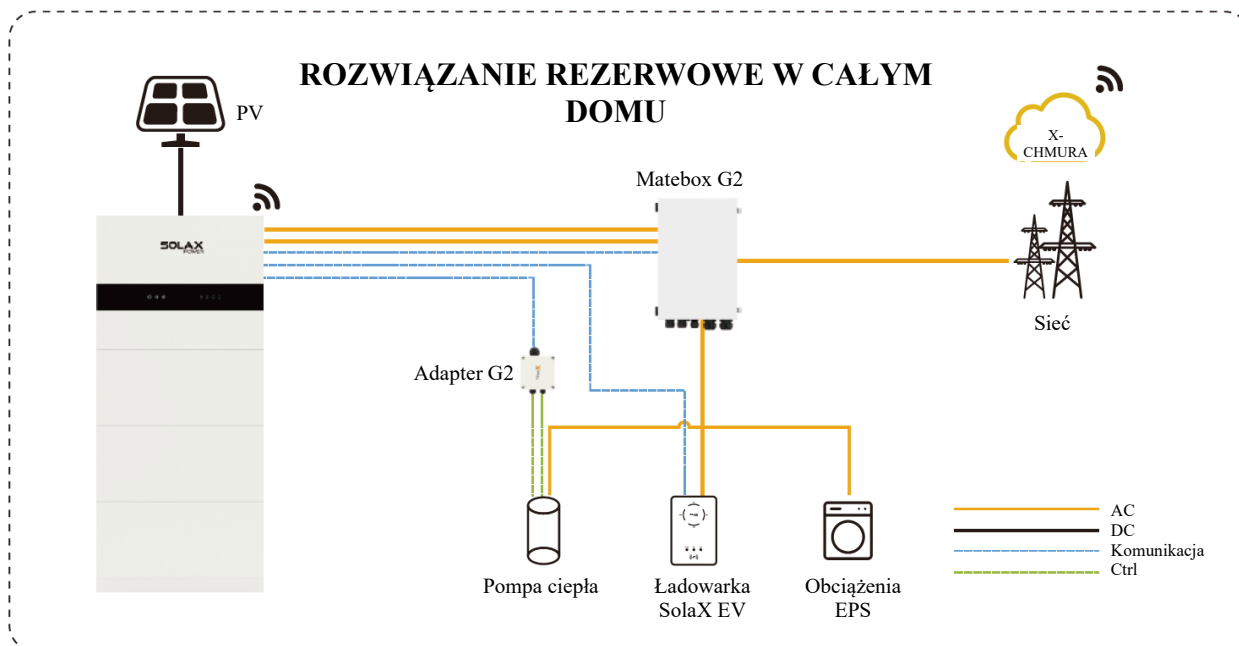 ROZWIĄZANIE REZERWOWE W CAŁYM
DOMU
PV
X-
CHMURA
Matebox G2
SOLAX
POWER
Sieć
Adapter G2
Pompa ciepła
Ładowarka
SolaX EV
Obciążenia
EPS
AC
DC
Komunikacja
Ctrl